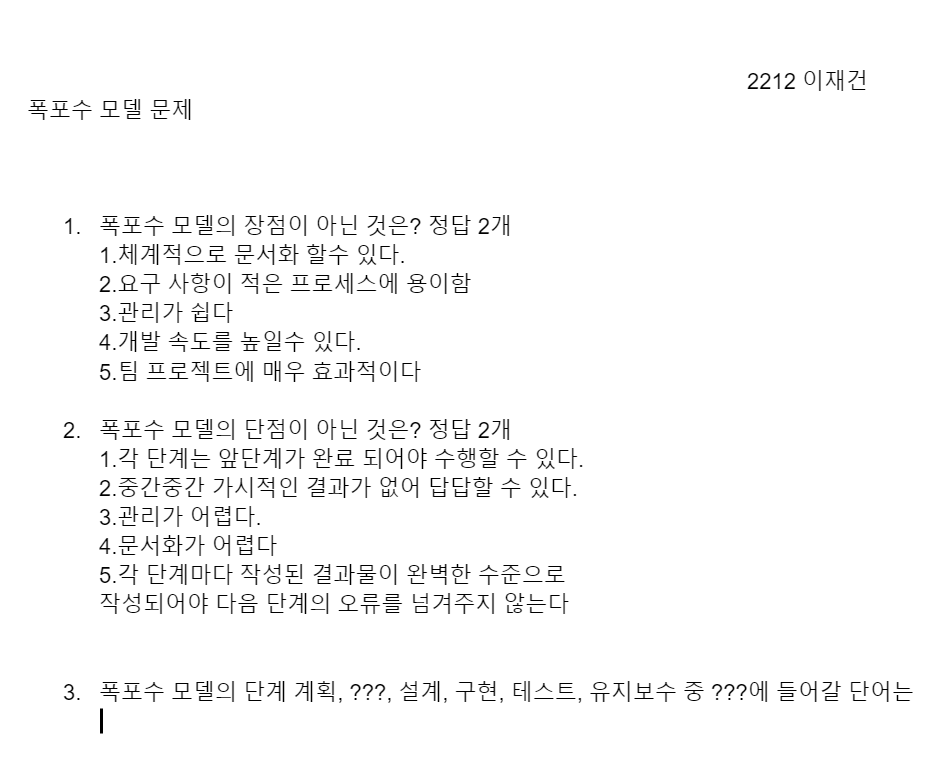 2212 이재건
폭포수 모델 문제
1. 폭포수 모델의 장점이 아닌 것은? 정답 2개
1.체계적으로 문서화 할수 있다.
2.요구 사항이 적은 프로세스에 용이함
3.관리가 쉽다
4.개발 속도를 높일수 있다.
5.팀 프로젝트에 매우 효과적이다
2. 폭포수 모델의 단점이 아닌 것은? 정답 2개
1.각 단계는 앞단계가 완료 되어야 수행할 수 있다.
2.중간중간 가시적인 결과가 없어 답답할 수 있다.
3.관리가 어렵다.
4.문서화가 어렵다
5.각 단계마다 작성된 결과물이 완벽한 수준으로
작성되어야 다음 단계의 오류를 넘겨주지 않는다
3. 폭포수 모델의 단계 계획, ???, 설계, 구현, 테스트, 유지보수 중 ???에 들어갈 단어는